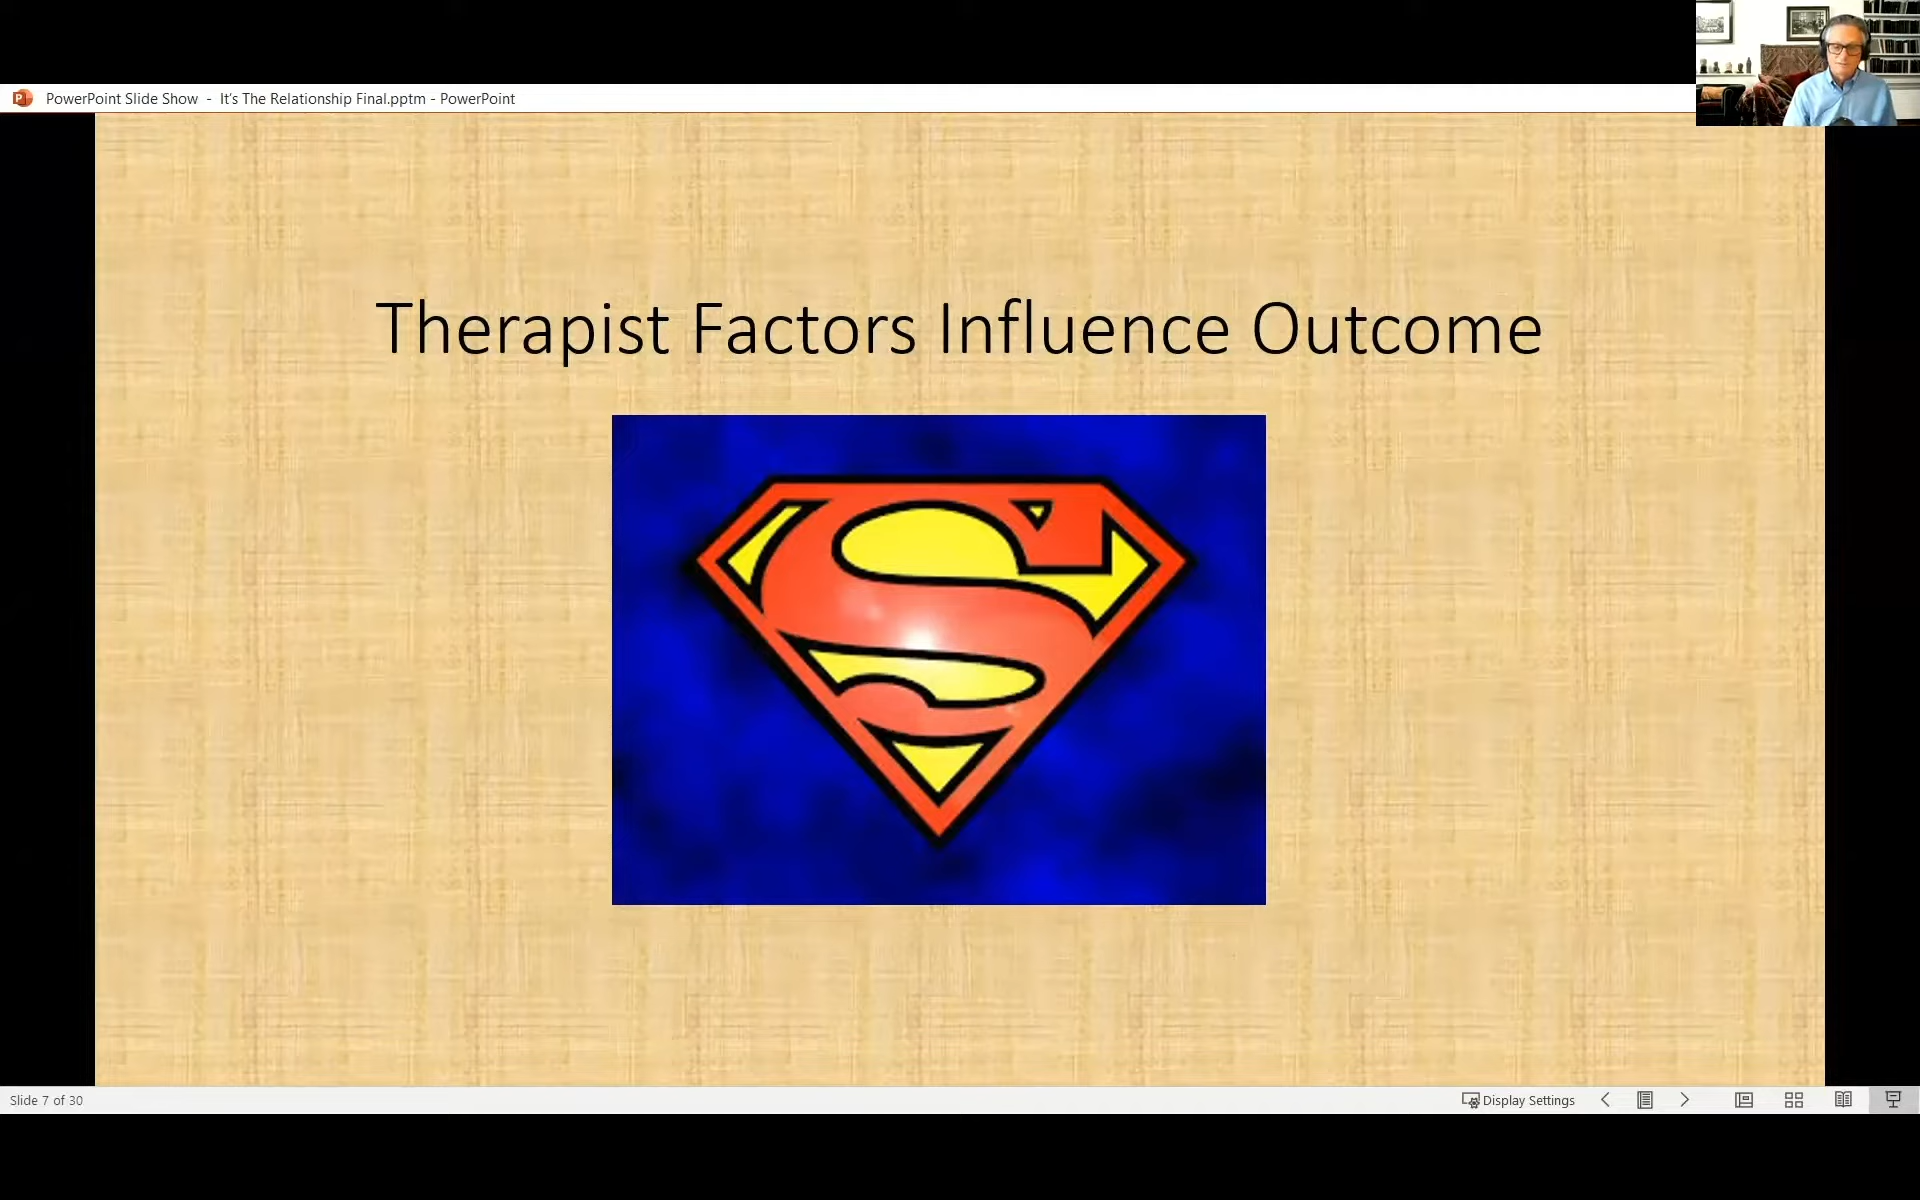 PowerPoint Slide Show - It's The Relationship Final.pptm - PowerPoint
Therapist Factors Influence Outcome
S
Slide 7 of 30
Display Settings